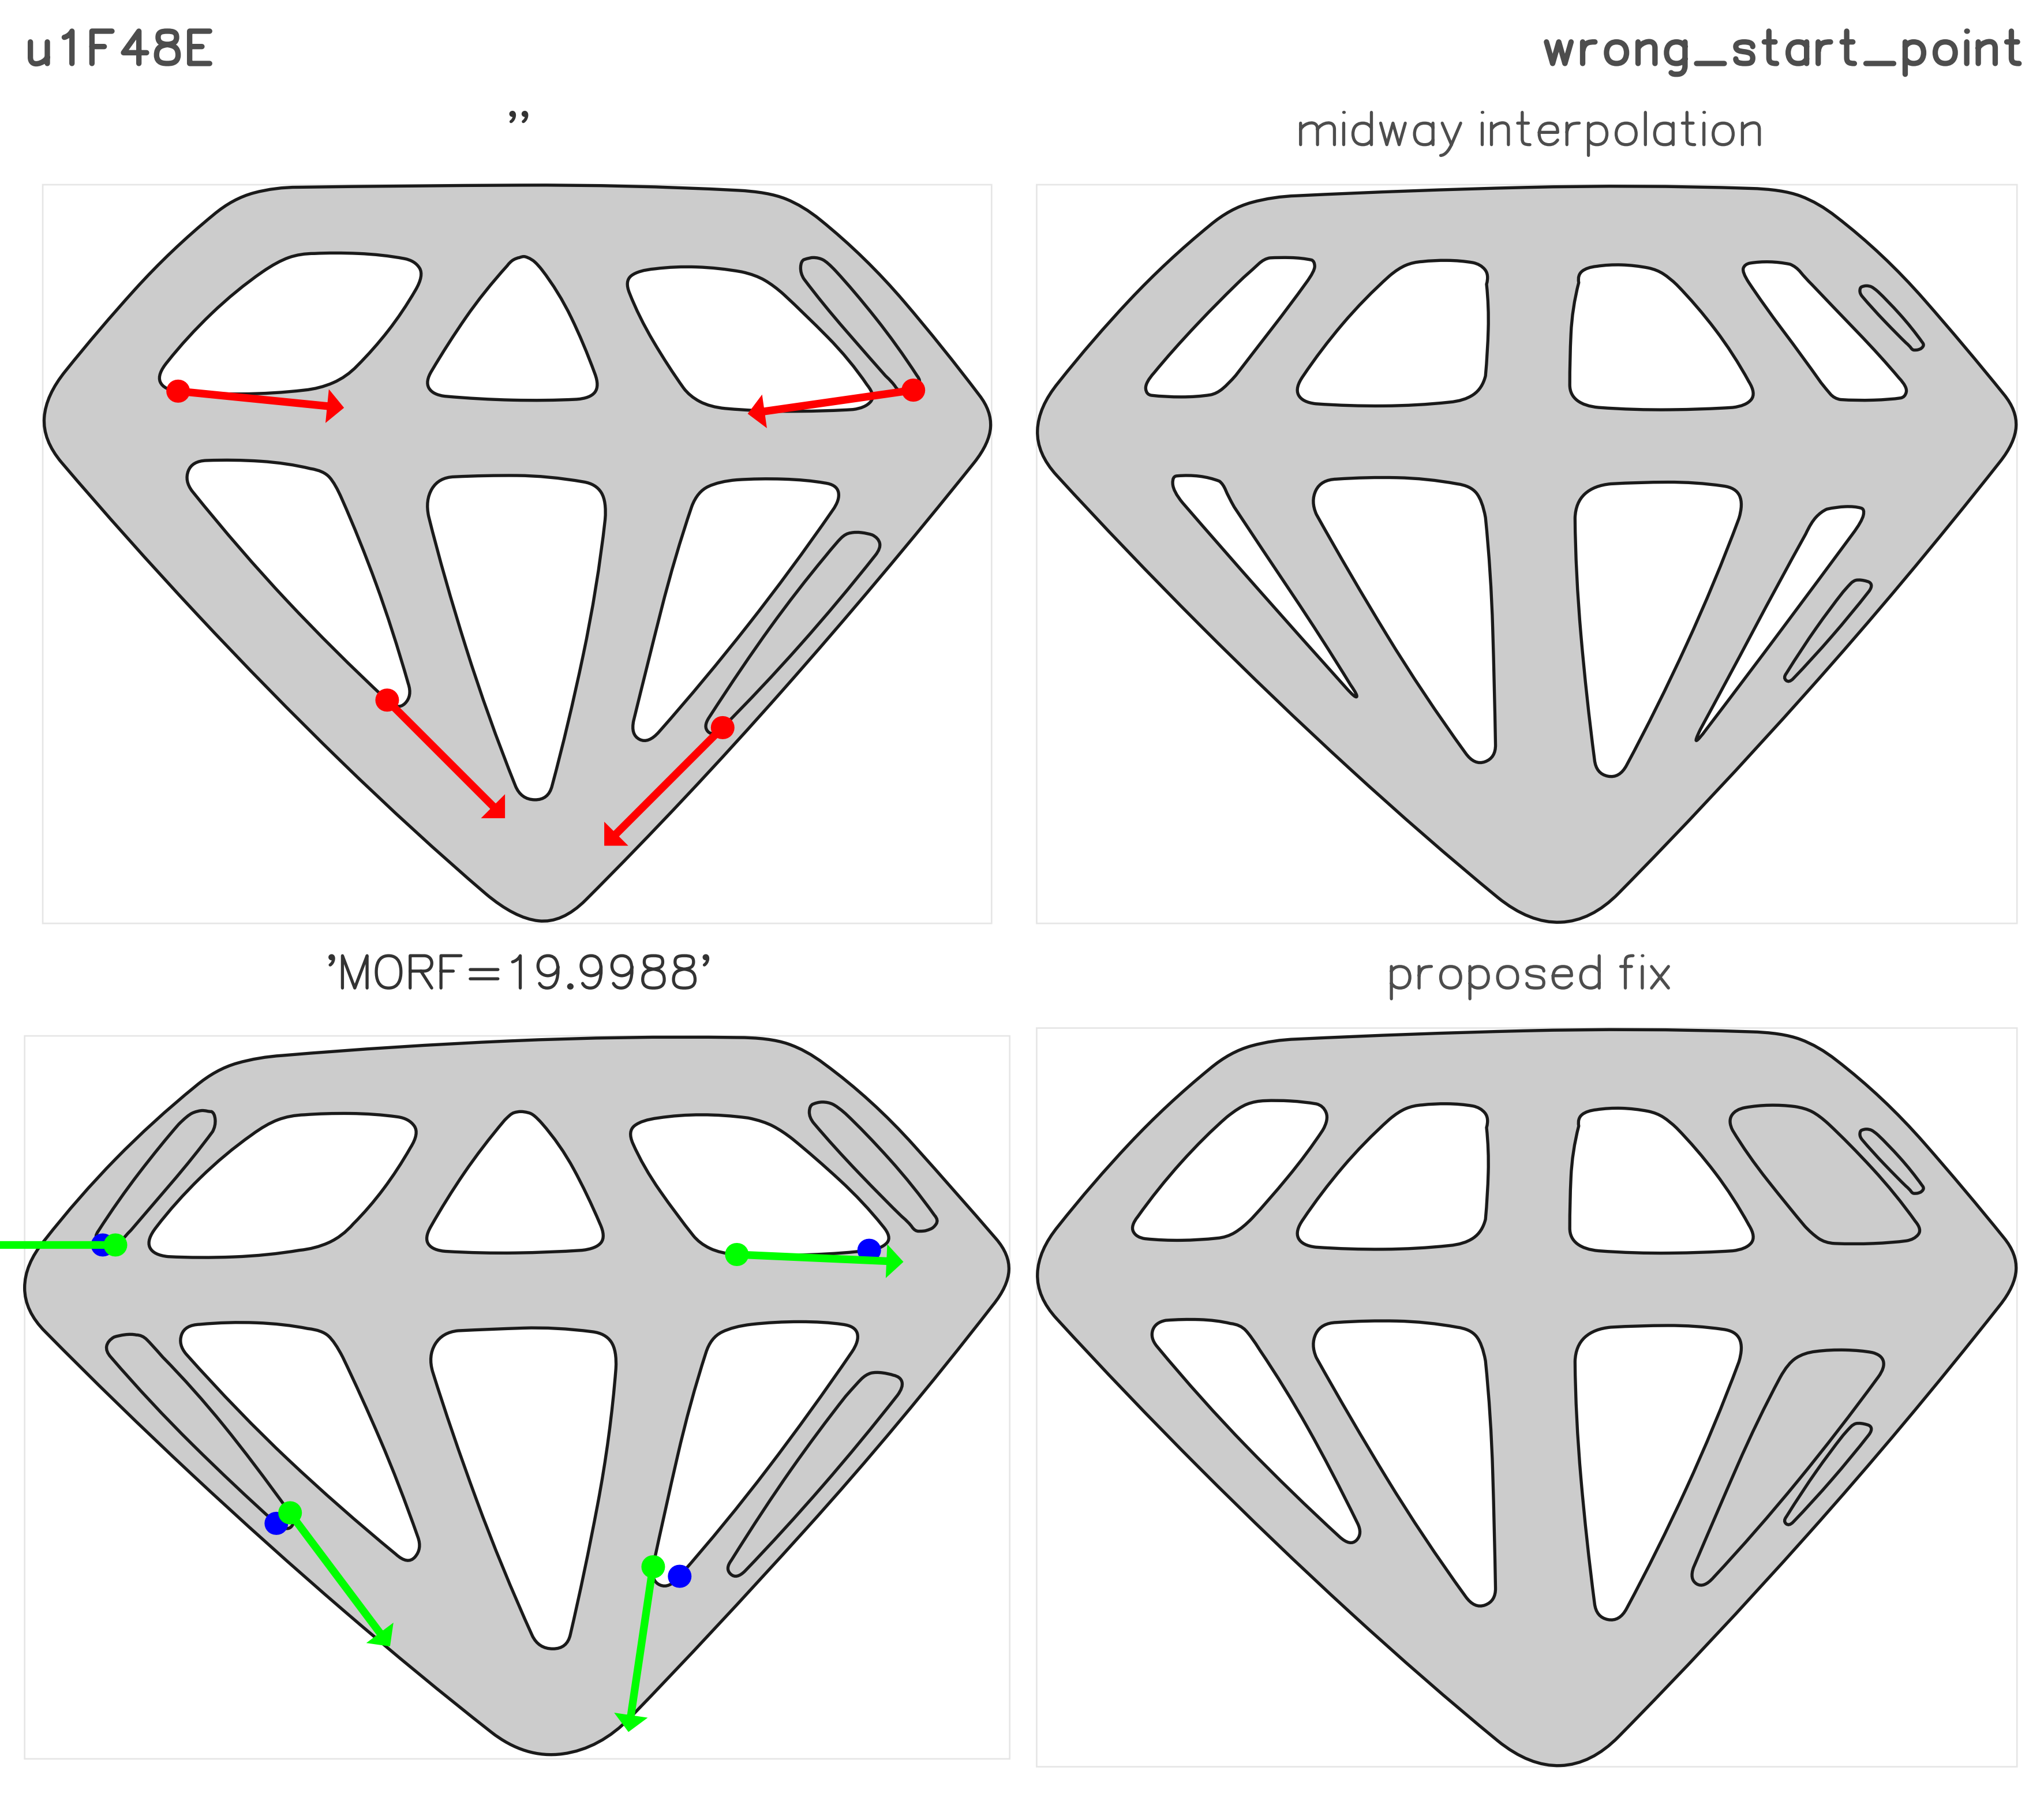 u1F48E
wrong_start_point
’’
midway interpolation
’MORF=19.9988’
proposed fix